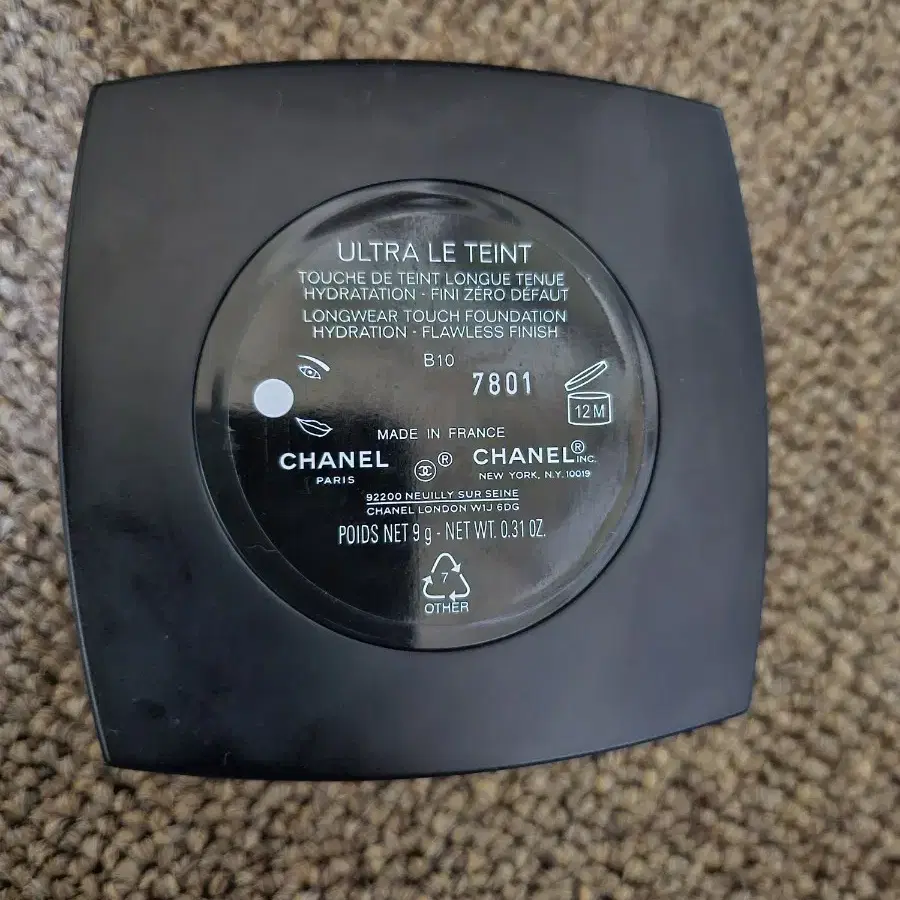 ULTRA LE TEINT
TOUCHE DE TEINT LONGUE TENUE
HYDRATATION - FINI ZÉRO DÉFAUT
LONGWEAR TOUCH FOUNDATION
HYDRATION - FLAWLESS FINISH
B10
7801
12 M
MADE IN FRANCE
CHANEL ® CHANEL® INC.
PARIS NEW YORK, N.Y. 10019
92200 NEUILLY SUR SEINE
CHANEL LONDON W1J 6DG
POIDS NET 9 g - NET WT. 0.31 OZ.
7
OTHER